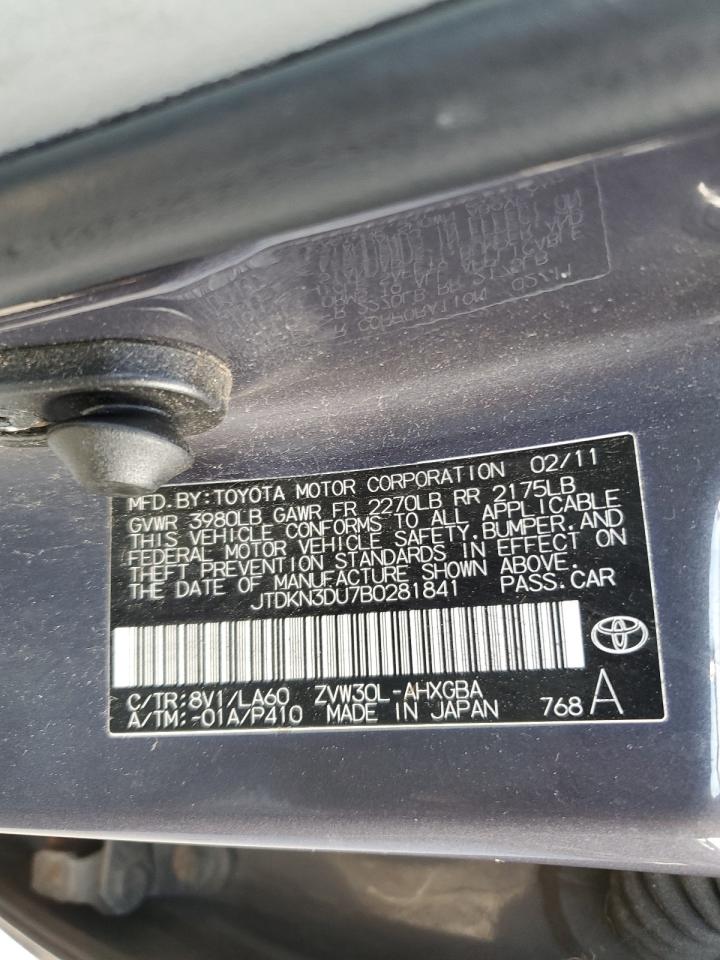 MFD. BY: TOYOTA MOTOR CORPORATION 02/11
GVWR 3980LB GAWR FR 2270LB RR 2175LB
THIS VEHICLE CONFORMS TO ALL APPLICABLE
FEDERAL MOTOR VEHICLE SAFETY, BUMPER, AND
THEFT PREVENTION STANDARDS IN EFFECT ON
THE DATE OF MANUFACTURE SHOWN ABOVE.
JTDKN3DU7B0281841 PASS. CAR
C/TR: 8V1/LA60 ZVW30L-AHXGBA
A/TM: -01A/P410 MADE IN JAPAN 768 A